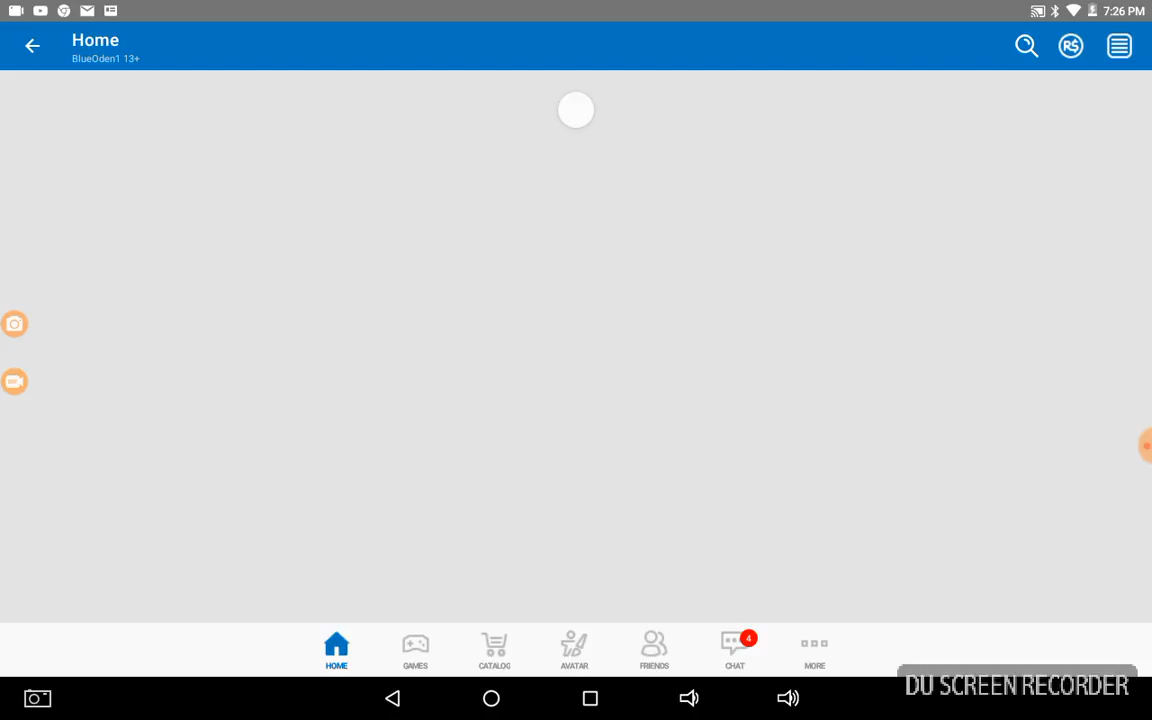 7:26 PM
Home
BlueOden1 13+
R$
HOME
GAMES
CATALOG
AVATAR
FRIENDS
4
CHAT
MORE
DU SCREEN RECORDER